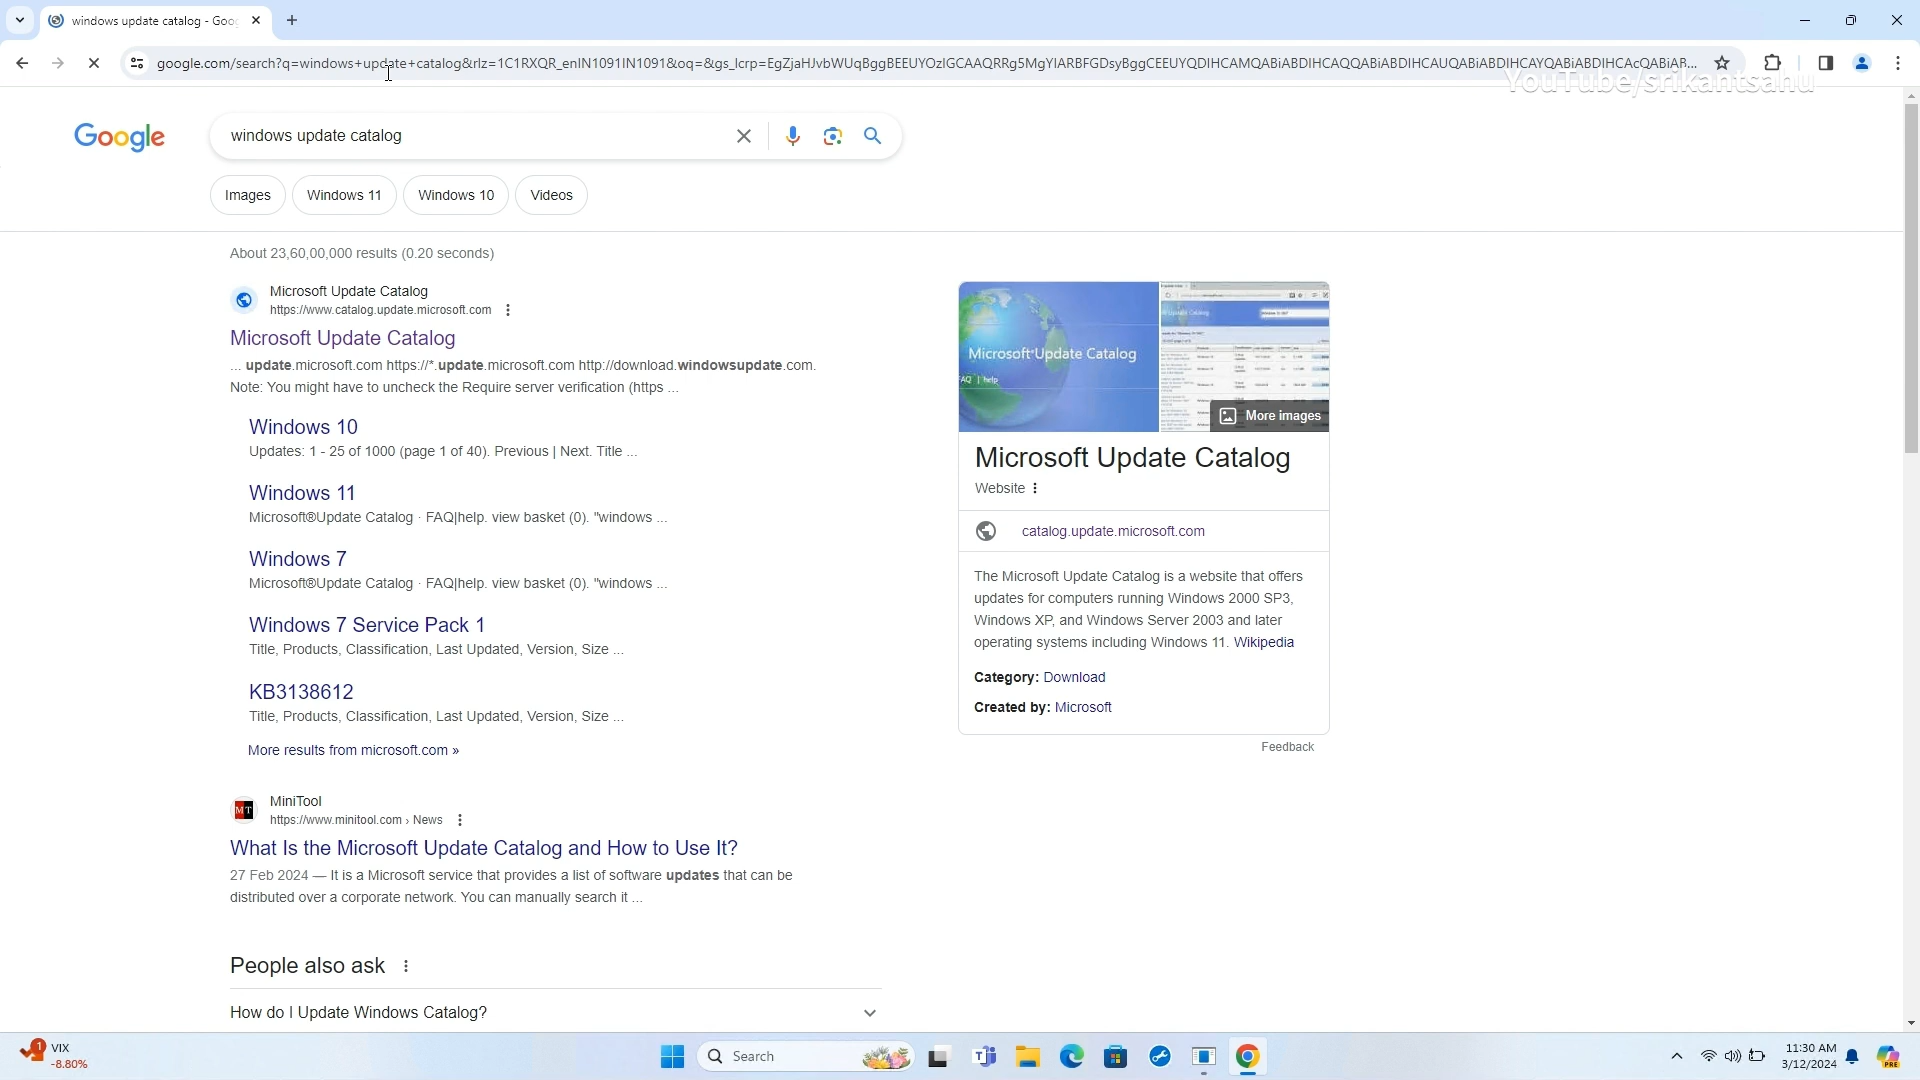 windows update catalog - Goo
google.com/search?q=windows+update+catalog&rlz=1C1RXQR_enIN1091IN1091&oq=&gs_lcrp=EgZjaHJvbWUqBggBEEUYOzIGCAAQRRg5MgYIARBFGDsyBggCEEUYQDIHCAMQABiABDIHCAQQABiABDIHCAUQABiABDIHCAYQABiABDIHCAcQABiAB...
YouTube/srikantsahu
Google
windows update catalog
Images
Windows 11
Windows 10
Videos
About 23,60,00,000 results (0.20 seconds)
Microsoft Update Catalog
https://www.catalog.update.microsoft.com
Microsoft Update Catalog
... update.microsoft.com https://*.update.microsoft.com http://download.windowsupdate.com.
Note: You might have to uncheck the Require server verification (https ...
Windows 10
Updates: 1 - 25 of 1000 (page 1 of 40). Previous | Next. Title ...
Windows 11
Microsoft®Update Catalog · FAQ|help. view basket (0). "windows ...
Windows 7
Microsoft®Update Catalog · FAQ|help. view basket (0). "windows ...
Windows 7 Service Pack 1
Title, Products, Classification, Last Updated, Version, Size ...
KB3138612
Title, Products, Classification, Last Updated, Version, Size ...
More results from microsoft.com »
MiniTool
https://www.minitool.com › News
What Is the Microsoft Update Catalog and How to Use It?
27 Feb 2024 — It is a Microsoft service that provides a list of software updates that can be
distributed over a corporate network. You can manually search it ...
People also ask
How do I Update Windows Catalog?
Microsoft Update Catalog
FAQ | help
More images
Microsoft Update Catalog
Website
catalog.update.microsoft.com
The Microsoft Update Catalog is a website that offers
updates for computers running Windows 2000 SP3,
Windows XP, and Windows Server 2003 and later
operating systems including Windows 11. Wikipedia
Category: Download
Created by: Microsoft
Feedback
1
VIX
-8.80%
Search
11:30 AM
3/12/2024
PRE